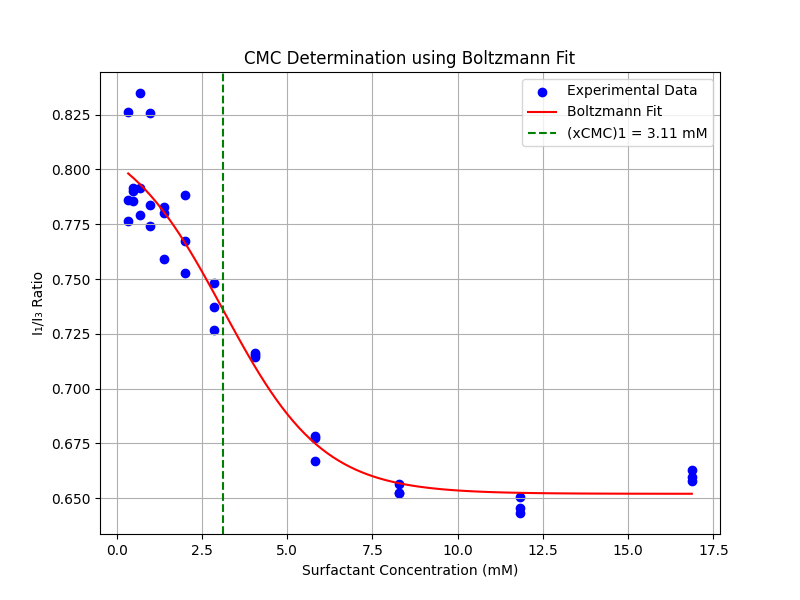 CMC Determination using Boltzmann Fit
Experimental Data
Boltzmann Fit
(xCMC)1 = 3.11 mM
I₁/I₃ Ratio
0.825
0.800
0.775
0.750
0.725
0.700
0.675
0.650
0.0 2.5 5.0 7.5 10.0 12.5 15.0 17.5
Surfactant Concentration (mM)